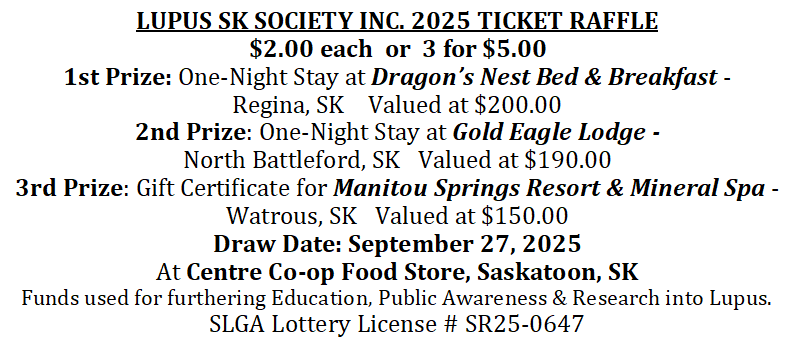 LUPUS SK SOCIETY INC. 2025 TICKET RAFFLE
$2.00 each or 3 for $5.00
1st Prize: One-Night Stay at Dragon’s Nest Bed & Breakfast -
Regina, SK Valued at $200.00
2nd Prize: One-Night Stay at Gold Eagle Lodge -
North Battleford, SK Valued at $190.00
3rd Prize: Gift Certificate for Manitou Springs Resort & Mineral Spa -
Watrous, SK Valued at $150.00
Draw Date: September 27, 2025
At Centre Co-op Food Store, Saskatoon, SK
Funds used for furthering Education, Public Awareness & Research into Lupus.
SLGA Lottery License # SR25-0647